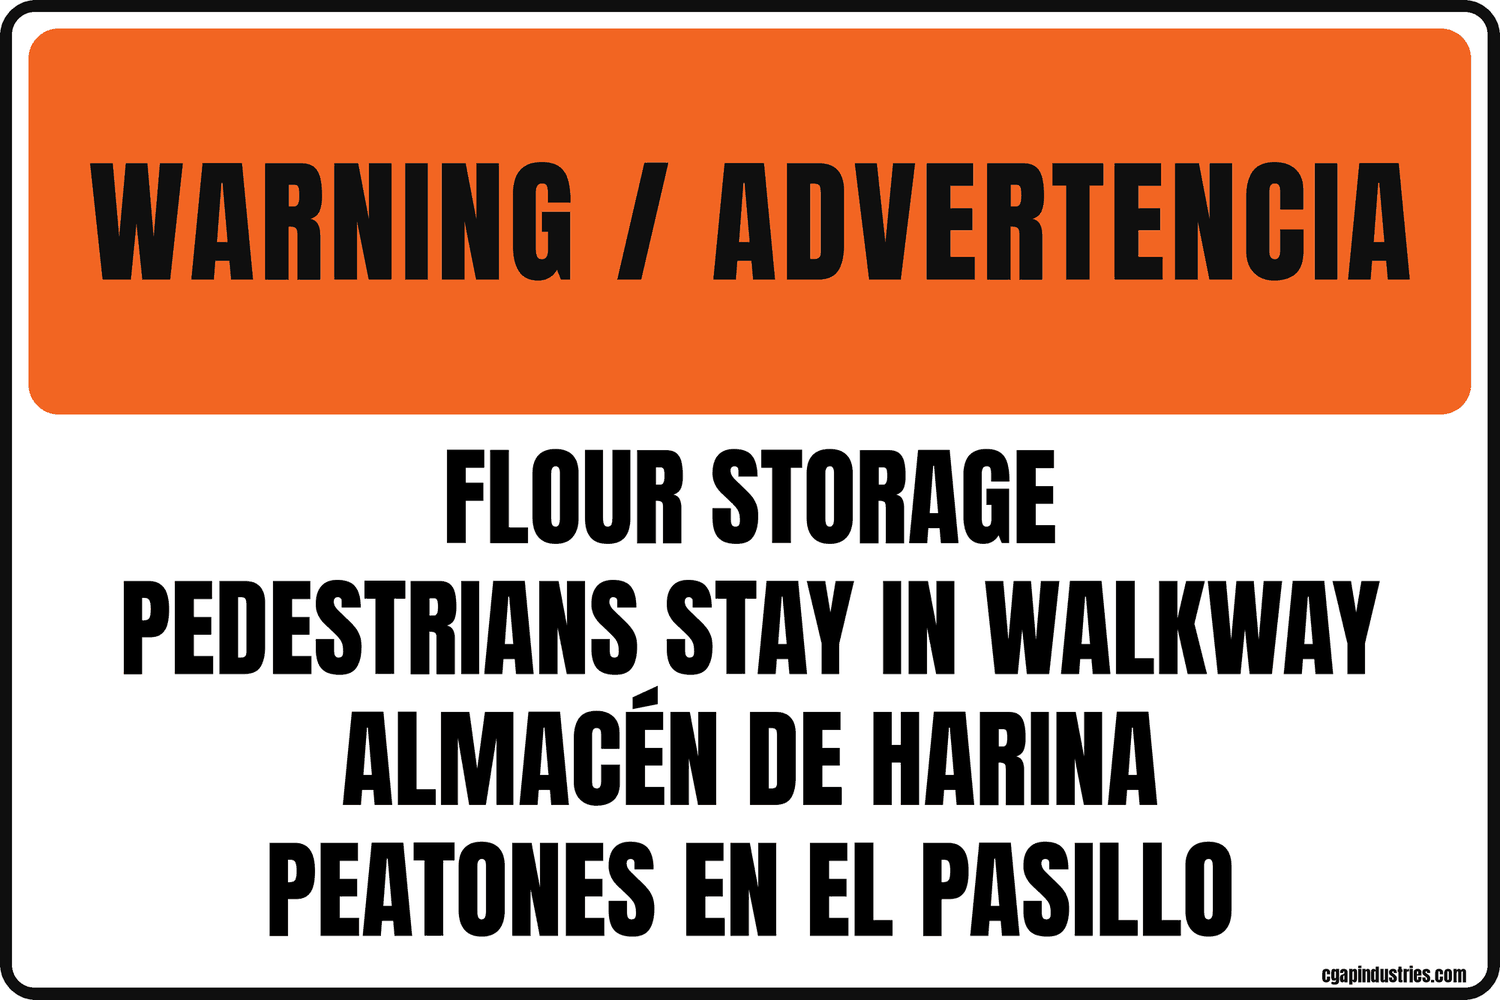 WARNING / ADVERTENCIA
FLOUR STORAGE
PEDESTRIANS STAY IN WALKWAY
ALMACÉN DE HARINA
PEATONES EN EL PASILLO
cgapindustries.com